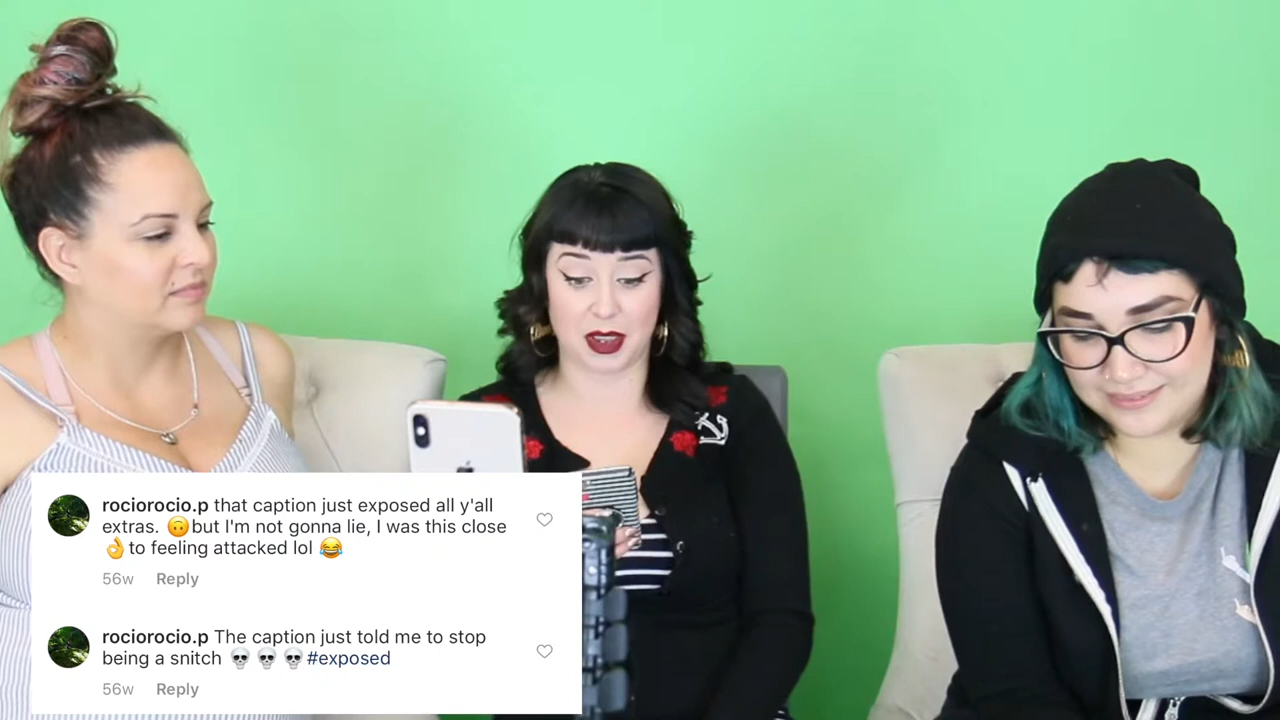 rociorocio.p that caption just exposed all y'all
extras. 🙃but I'm not gonna lie, I was this close
👌to feeling attacked lol 😂
56w Reply
rociorocio.p The caption just told me to stop
being a snitch 💀💀💀#exposed
56w Reply